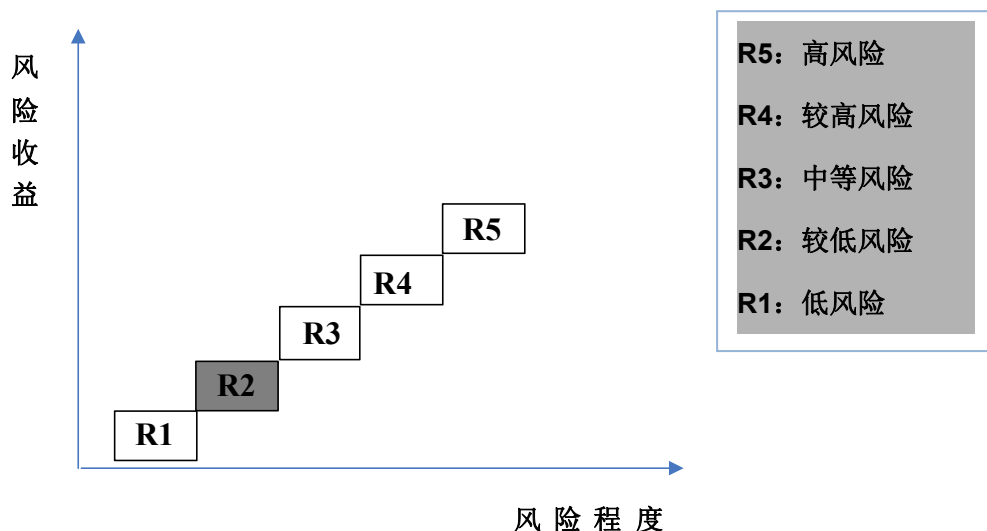 风
险
收
益
R5
R4
R3
R2
R1
风 险 程 度
R5：高风险
R4：较高风险
R3：中等风险
R2：较低风险
R1：低风险